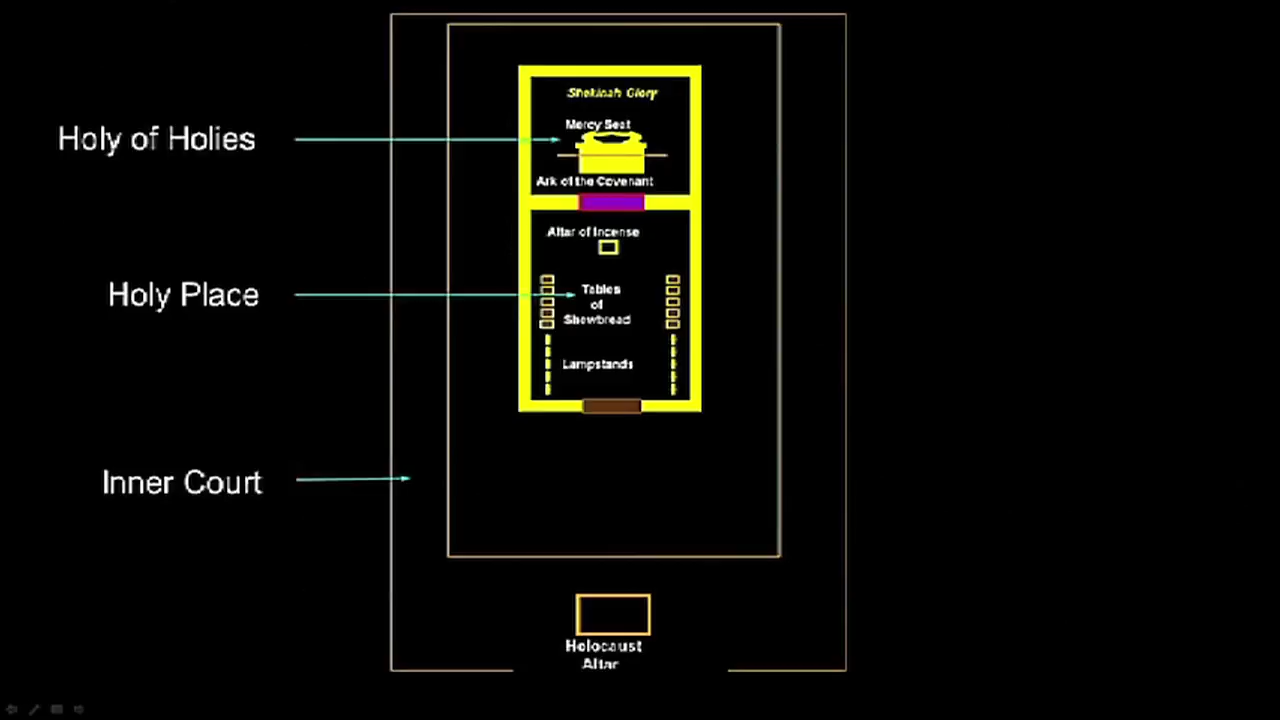 Shekinah Glory
Mercy Seat
Holy of Holies
Ark of the Covenant
Altar of Incense
Holy Place
Tables
of
Showbread
Lampstands
Inner Court
Holocaust
Altar